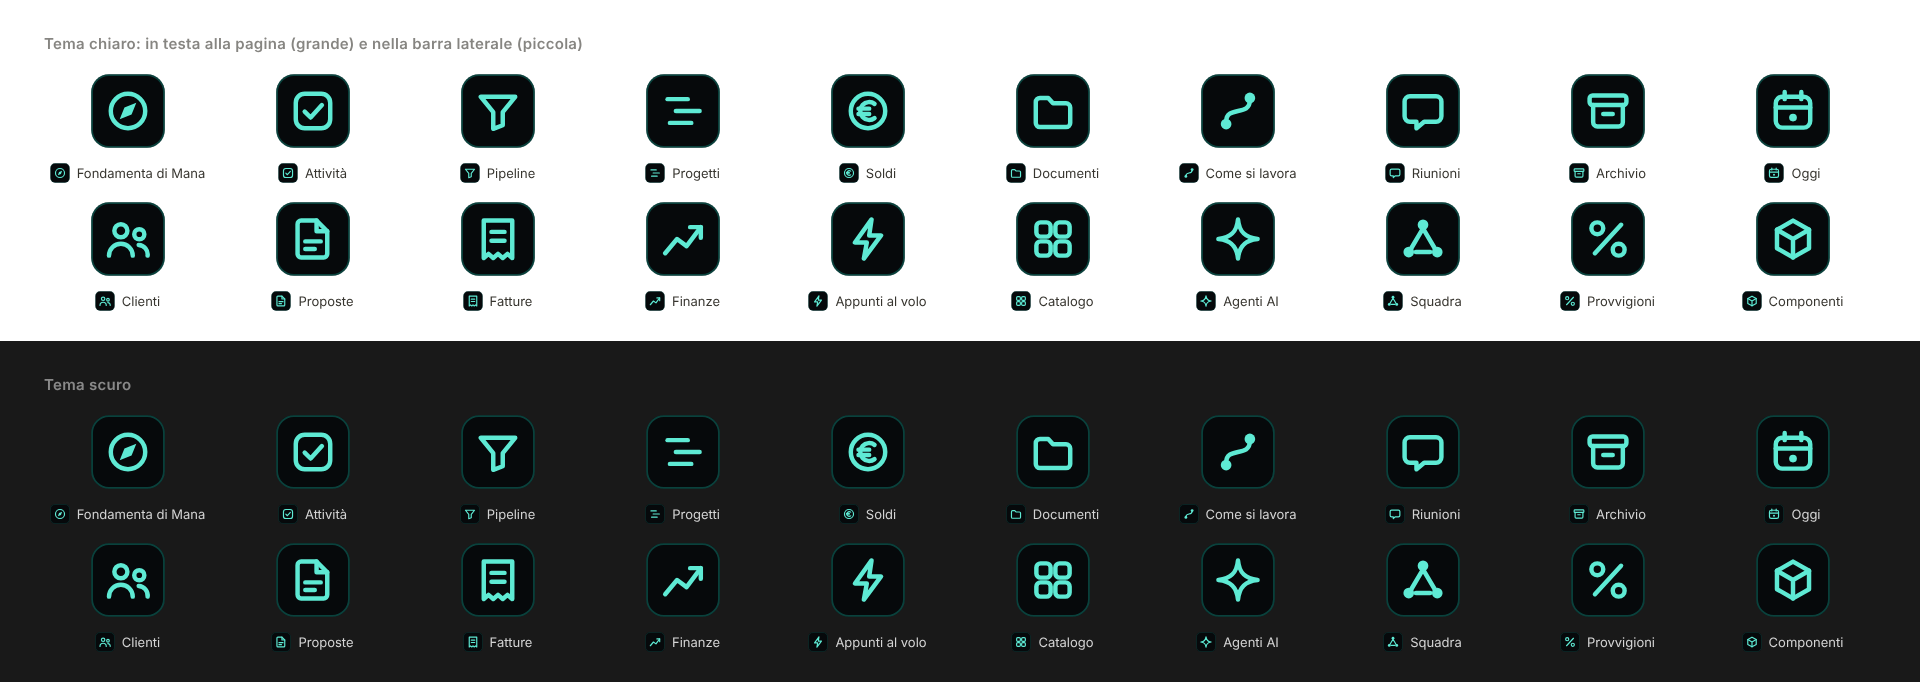 Tema chiaro: in testa alla pagina (grande) e nella barra laterale (piccola)
Fondamenta di Mana
Attività
Pipeline
Progetti
Soldi
Documenti
Come si lavora
Riunioni
Archivio
Oggi
Clienti
Proposte
Fatture
Finanze
Appunti al volo
Catalogo
Agenti AI
Squadra
Provvigioni
Componenti
Tema scuro
Fondamenta di Mana
Attività
Pipeline
Progetti
Soldi
Documenti
Come si lavora
Riunioni
Archivio
Oggi
Clienti
Proposte
Fatture
Finanze
Appunti al volo
Catalogo
Agenti AI
Squadra
Provvigioni
Componenti